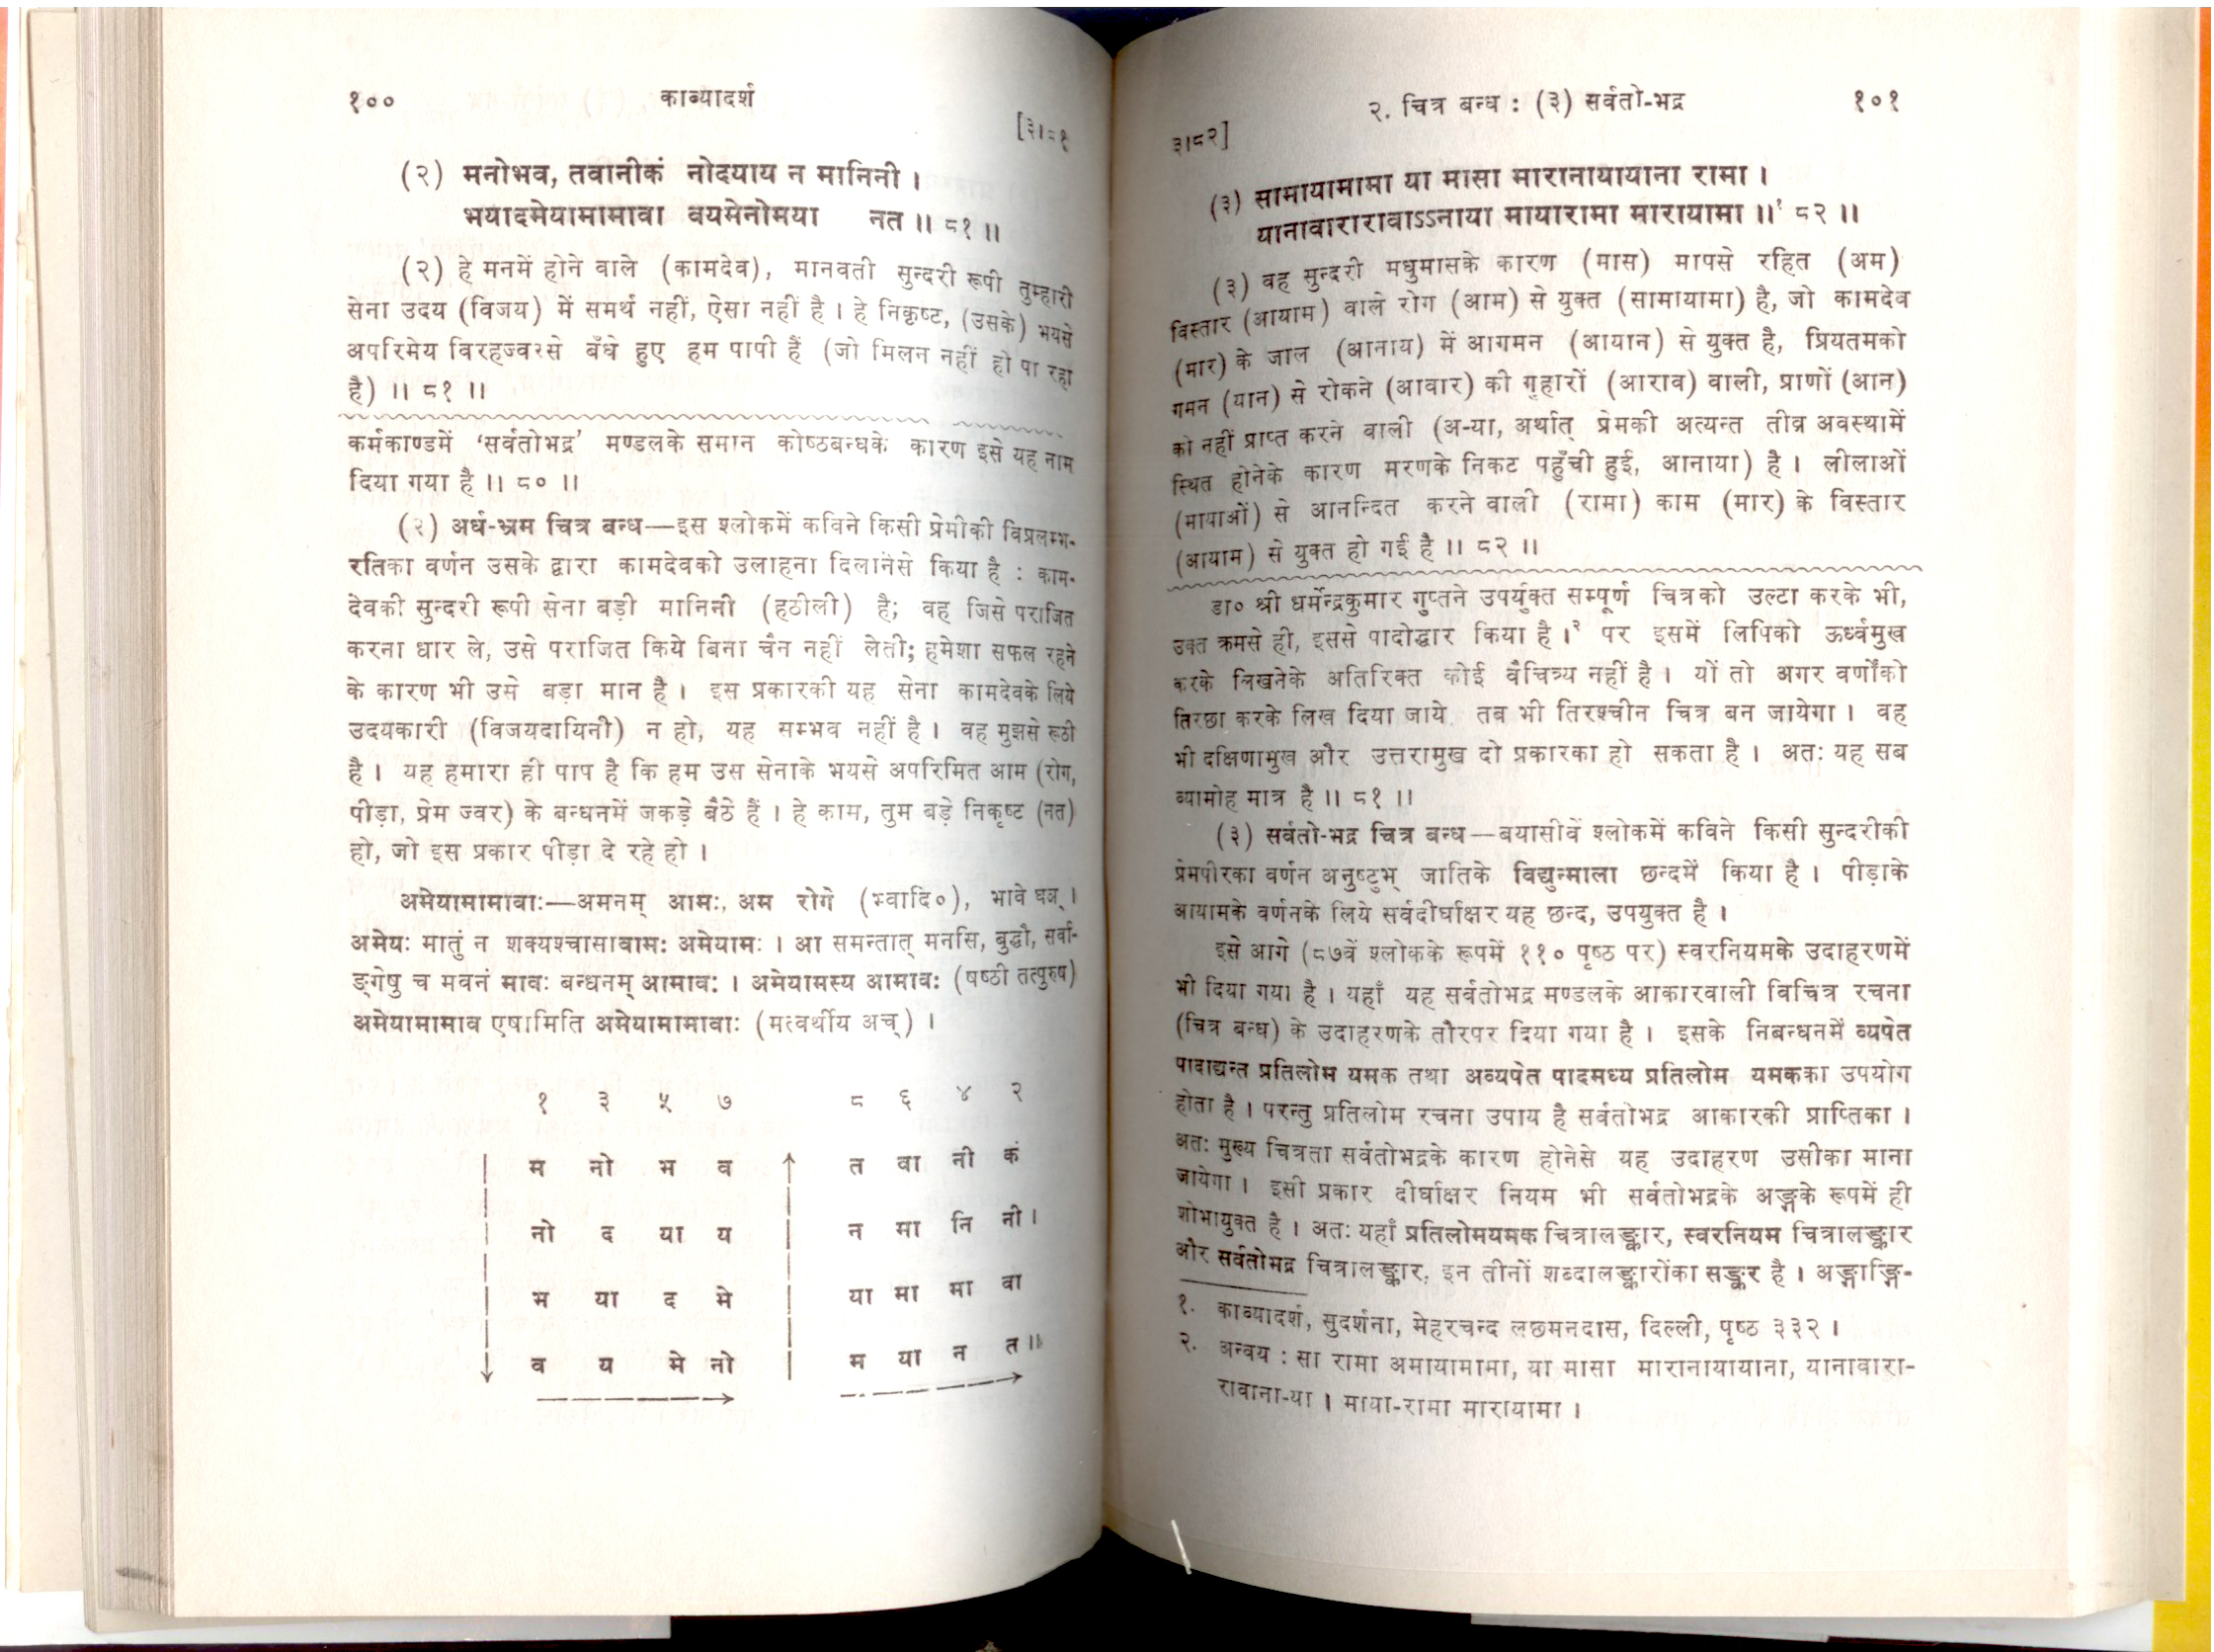 १०० काव्यादर्श
[३।८१
(२) मनोभव, तवानीकं नोदयाय न मानिनी ।
भयादमेयामामावा वयमेनोमया नत ॥ ८१ ॥
(२) हे मनमें होने वाले (कामदेव), मानवती सुन्दरी रूपी तुम्हारी
सेना उदय (विजय) में समर्थ नहीं, ऐसा नहीं है । हे निकृष्ट, (उसके) भयसे
अपरिमेय विरहज्वरसे बँधे हुए हम पापी हैं (जो मिलन नहीं हो पा रहा
है) ॥ ८१ ॥
कर्मकाण्डमें ‘सर्वतोभद्र’ मण्डलके समान कोष्ठबन्धके कारण इसे यह नाम
दिया गया है ॥ ८० ॥
(२) अर्ध-भ्रम चित्र बन्ध—इस श्लोकमें कविने किसी प्रेमीकी विप्रलम्भ-
रतिका वर्णन उसके द्वारा कामदेवको उलाहना दिलानेसे किया है : काम-
देवकी सुन्दरी रूपी सेना बड़ी मानिनी (हठीली) है; वह जिसे पराजित
करना धार ले, उसे पराजित किये बिना चैन नहीं लेती; हमेशा सफल रहने
के कारण भी उसे बड़ा मान है । इस प्रकारकी यह सेना कामदेवके लिये
उदयकारी (विजयदायिनी) न हो, यह सम्भव नहीं है । वह मुझसे रूठी
है । यह हमारा ही पाप है कि हम उस सेनाके भयसे अपरिमित आम (रोग,
पीड़ा, प्रेम ज्वर) के बन्धनमें जकड़े बैठे हैं । हे काम, तुम बड़े निकृष्ट (नत)
हो, जो इस प्रकार पीड़ा दे रहे हो ।
अमेयामामावाः—अमनम् आमः, अम रोगे (भ्वादि०), भावे घञ् ।
अमेयः मातुं न शक्यश्चासावामः अमेयामः । आ समन्तात् मनसि, बुद्धौ, सर्वा-
ङ्गेषु च मवनं मावः बन्धनम् आमावः । अमेयामस्य आमावः (षष्ठी तत्पुरुष)
अमेयामामाव एषामिति अमेयामामावाः (मत्वर्थीय अच्) ।
१ ३ ५ ७ ८ ६ ४ २
म नो भ व त वा नी कं
नो द या य न मा नि नी ।
भ या द मे या मा मा वा
व य मे नो म या न त ॥
२. चित्र बन्ध : (३) सर्वतो-भद्र १०१
३।८२]
(३) सामायामामा या मासा मारानायायाना रामा ।
यानावारारावाऽऽनाया मायारामा मारायामा ॥¹ ८२ ॥
(३) वह सुन्दरी मधुमासके कारण (मास) मापसे रहित (अम)
विस्तार (आयाम) वाले रोग (आम) से युक्त (सामायामा) है, जो कामदेव
(मार) के जाल (आनाय) में आगमन (आयान) से युक्त है, प्रियतमको
गमन (यान) से रोकने (आवार) की गुहारों (आराव) वाली, प्राणों (आन)
को नहीं प्राप्त करने वाली (अ-या, अर्थात् प्रेमकी अत्यन्त तीव्र अवस्थामें
स्थित होनेके कारण मरणके निकट पहुँची हुई, आनाया) है । लीलाओं
(मायाओं) से आनन्दित करने वाली (रामा) काम (मार) के विस्तार
(आयाम) से युक्त हो गई है ॥ ८२ ॥
डा० श्री धर्मेन्द्रकुमार गुप्तने उपर्युक्त सम्पूर्ण चित्रको उल्टा करके भी,
उक्त क्रमसे ही, इससे पादोद्धार किया है ।² पर इसमें लिपिको ऊर्ध्वमुख
करके लिखनेके अतिरिक्त कोई वैचित्र्य नहीं है । यों तो अगर वर्णोंको
तिरछा करके लिख दिया जाये तब भी तिरश्चीन चित्र बन जायेगा । वह
भी दक्षिणामुख और उत्तरामुख दो प्रकारका हो सकता है । अतः यह सब
व्यामोह मात्र है ॥ ८१ ॥
(३) सर्वतो-भद्र चित्र बन्ध—बयासीवें श्लोकमें कविने किसी सुन्दरीकी
प्रेमपीरका वर्णन अनुष्टुभ् जातिके विद्युन्माला छन्दमें किया है । पीड़ाके
आयामके वर्णनके लिये सर्वदीर्घाक्षर यह छन्द, उपयुक्त है ।
इसे आगे (८७वें श्लोकके रूपमें ११० पृष्ठ पर) स्वरनियमके उदाहरणमें
भी दिया गया है । यहाँ यह सर्वतोभद्र मण्डलके आकारवाली विचित्र रचना
(चित्र बन्ध) के उदाहरणके तौरपर दिया गया है । इसके निबन्धनमें व्यपेत
पादाद्यन्त प्रतिलोम यमक तथा अव्यपेत पादमध्य प्रतिलोम यमकका उपयोग
होता है । परन्तु प्रतिलोम रचना उपाय है सर्वतोभद्र आकारकी प्राप्तिका ।
अतः मुख्य चित्रता सर्वतोभद्रके कारण होनेसे यह उदाहरण उसीका माना
जायेगा । इसी प्रकार दीर्घाक्षर नियम भी सर्वतोभद्रके अङ्गके रूपमें ही
शोभायुक्त है । अतः यहाँ प्रतिलोमयमक चित्रालङ्कार, स्वरनियम चित्रालङ्कार
और सर्वतोभद्र चित्रालङ्कार, इन तीनों शब्दालङ्कारोंका सङ्कर है । अङ्गाङ्गि-
१. काव्यादर्श, सुदर्शना, मेहरचन्द लछमनदास, दिल्ली, पृष्ठ ३३२ ।
२. अन्वय : सा रामा अमायामामा, या मासा मारानायायाना, यानावारा-
रावाना-या । माया-रामा मारायामा ।